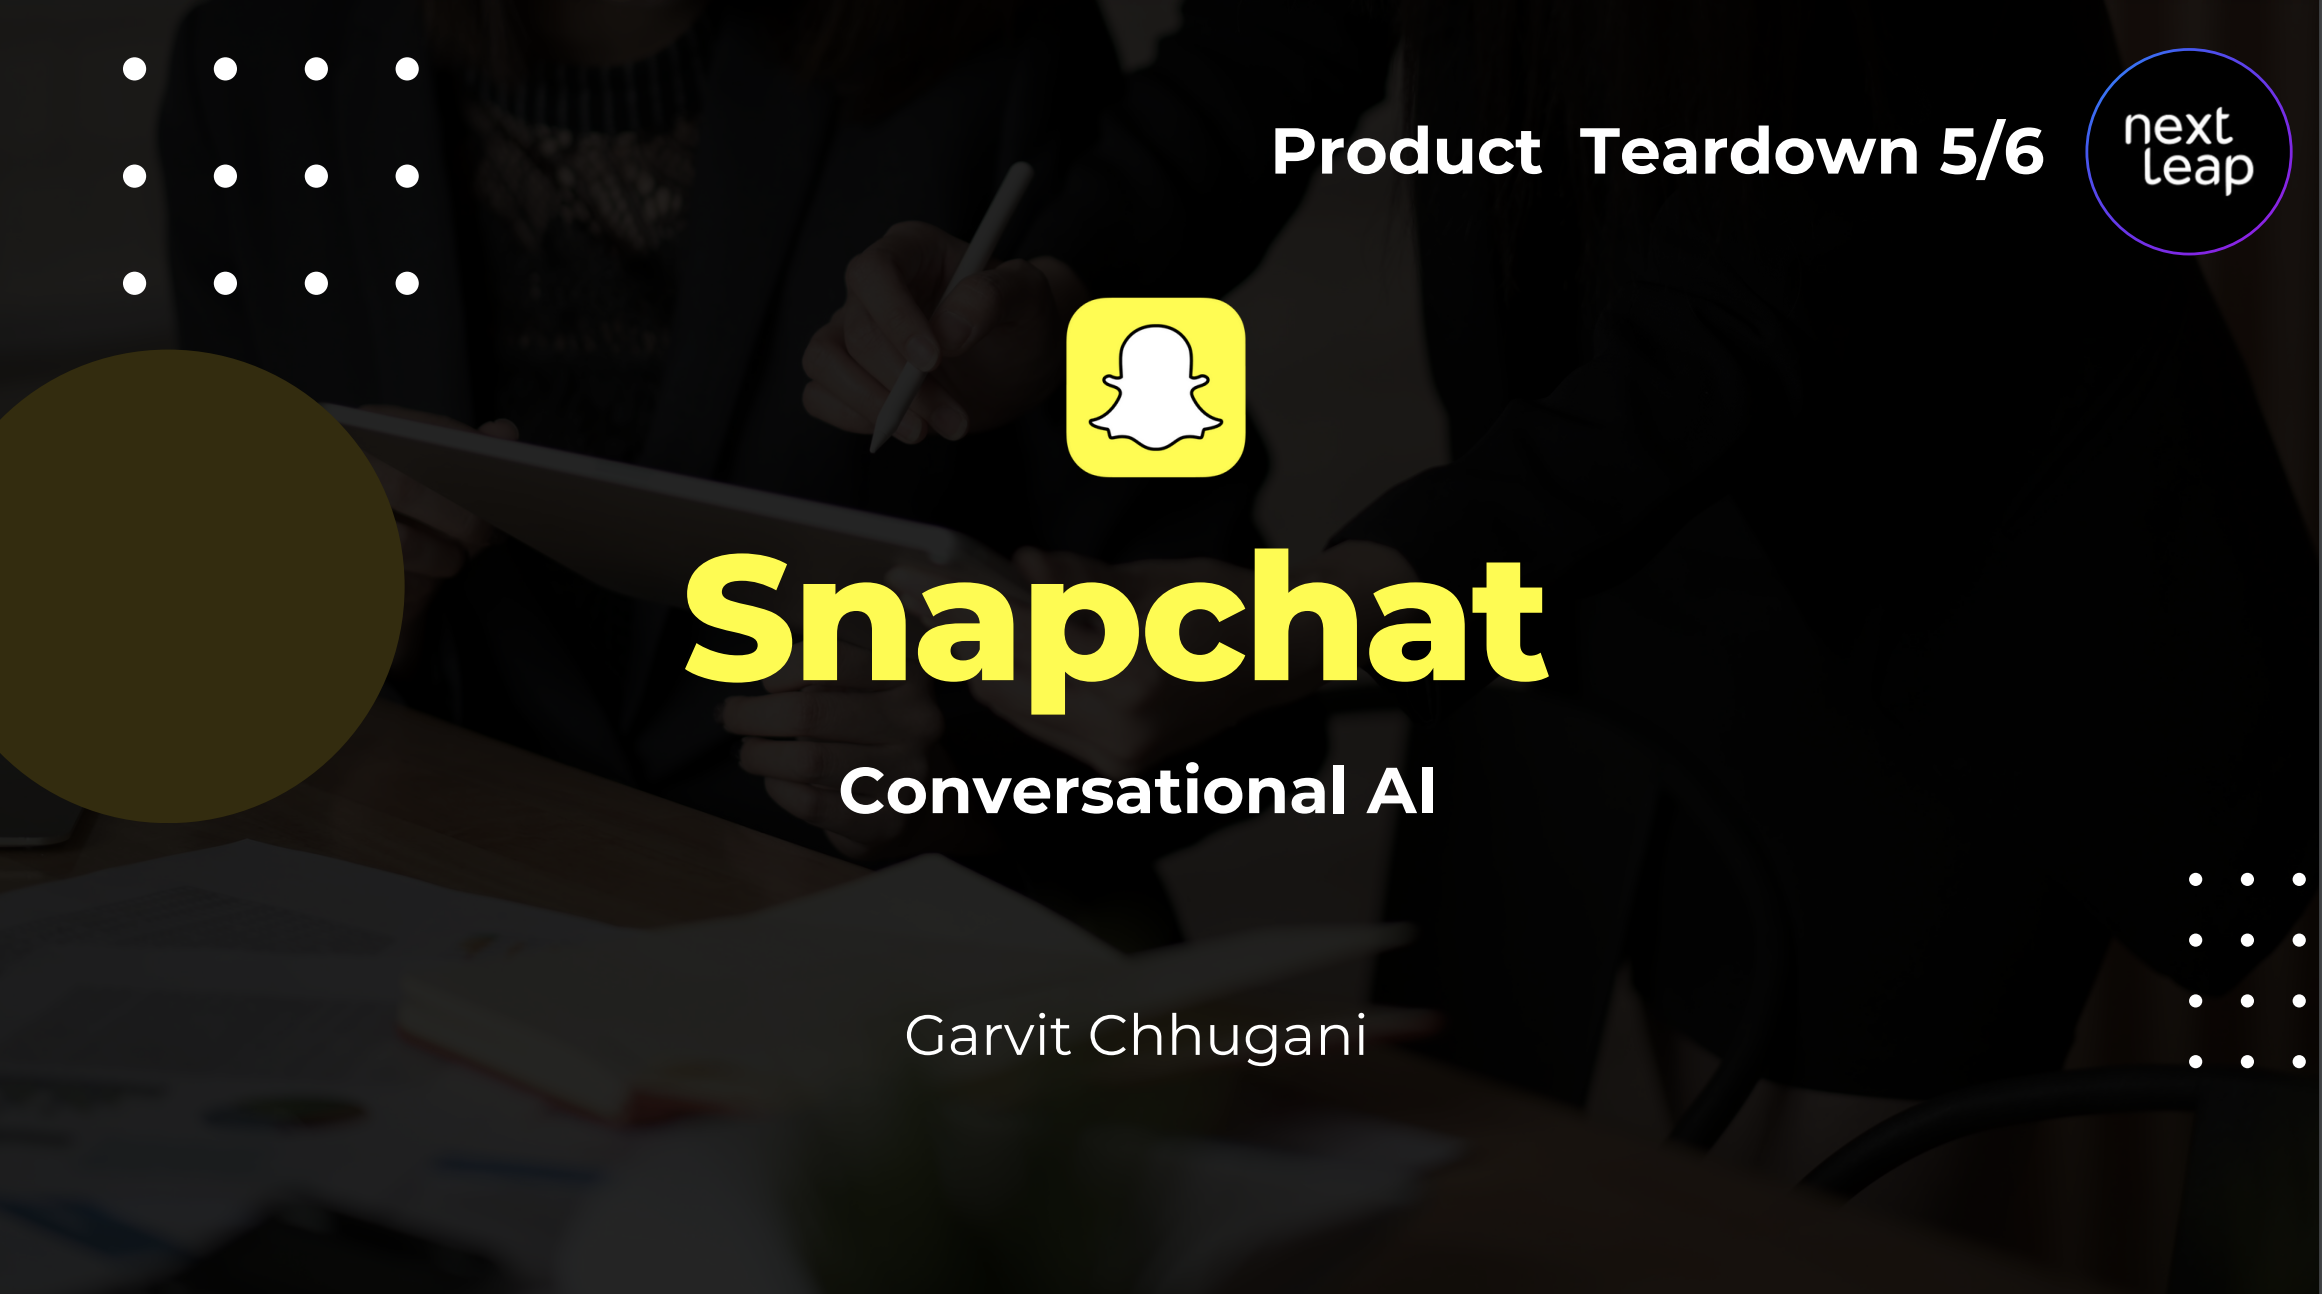 Product Teardown 5/6
next
leap
Snapchat
Conversational AI
Garvit Chhugani